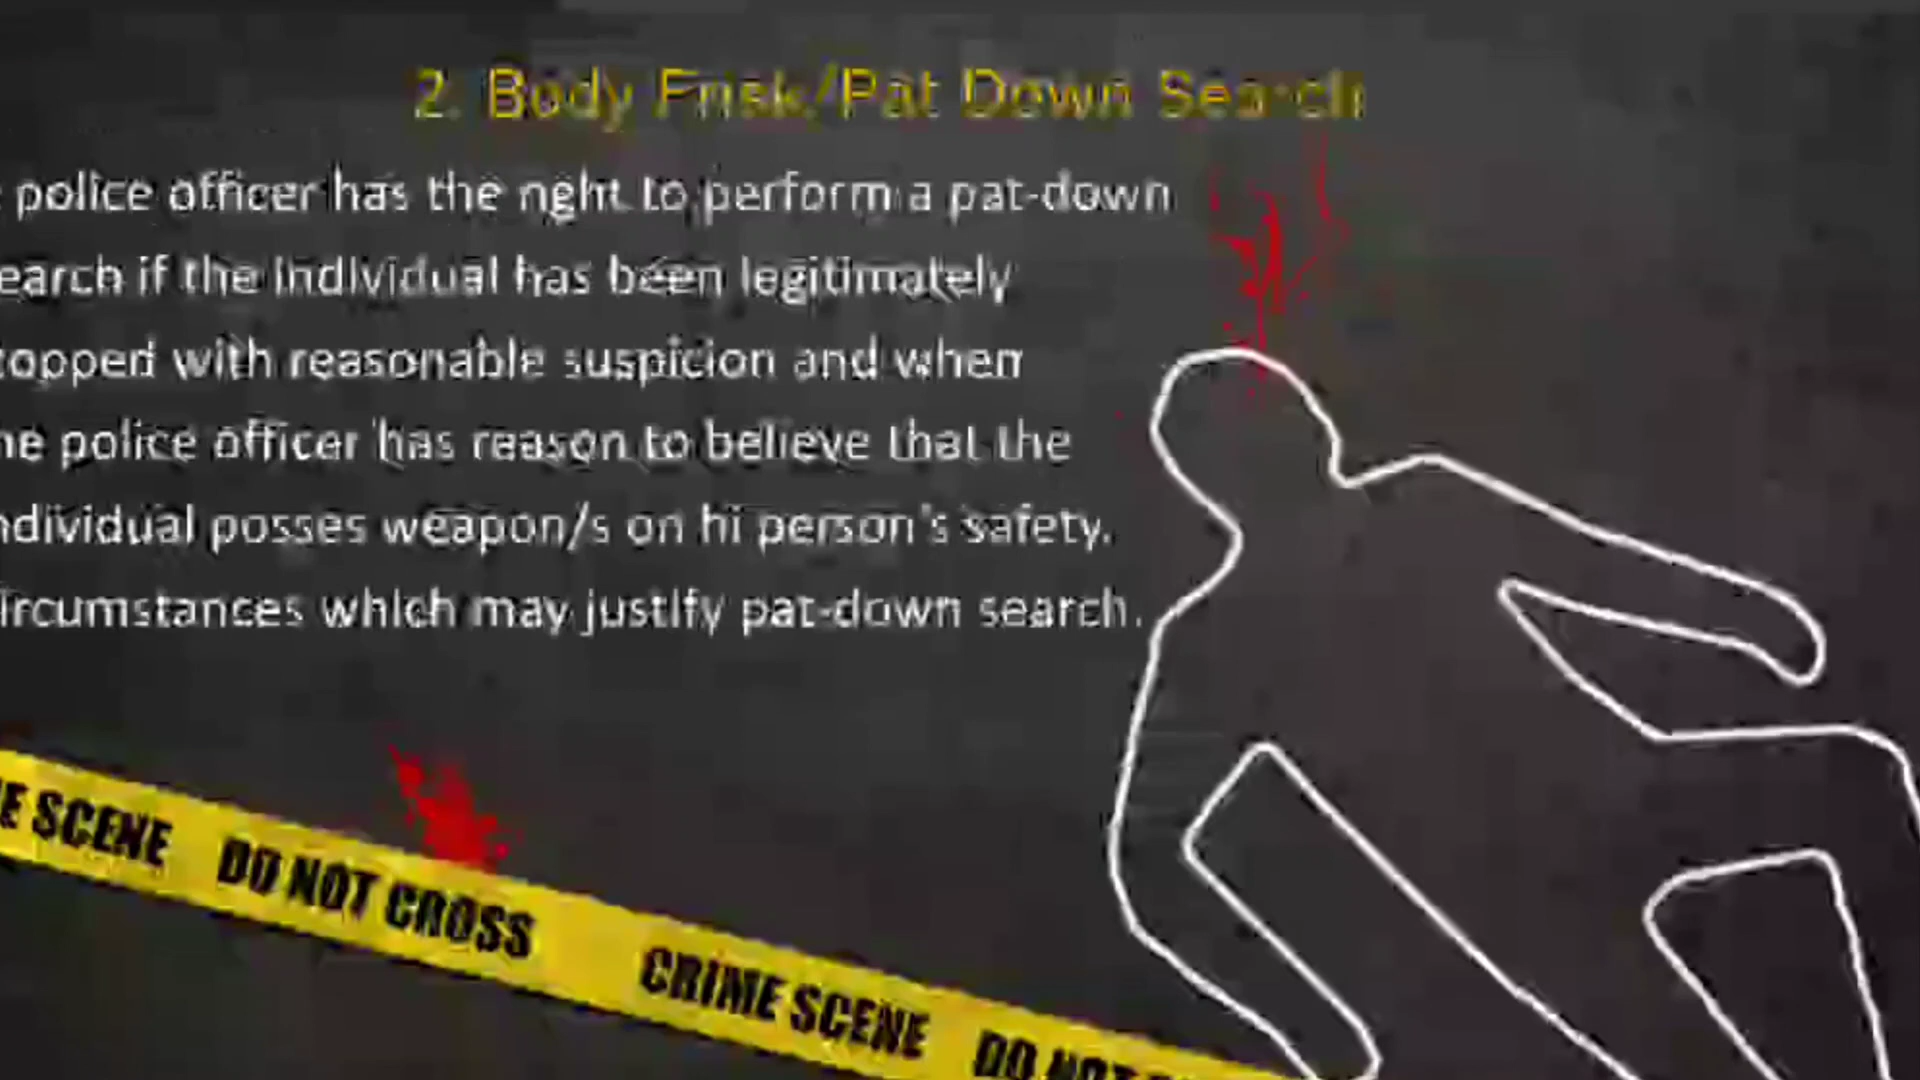 2. Body Frisk/Pat Down Search
police officer has the right to perform a pat-down
earch if the individual has been legitimately
topped with reasonable suspicion and when
he police officer has reason to believe that the
ndividual posses weapon/s on hi person's safety.
ircumstances which may justify pat-down search.
E SCENE DO NOT CROSS CRIME SCENE DO NOT